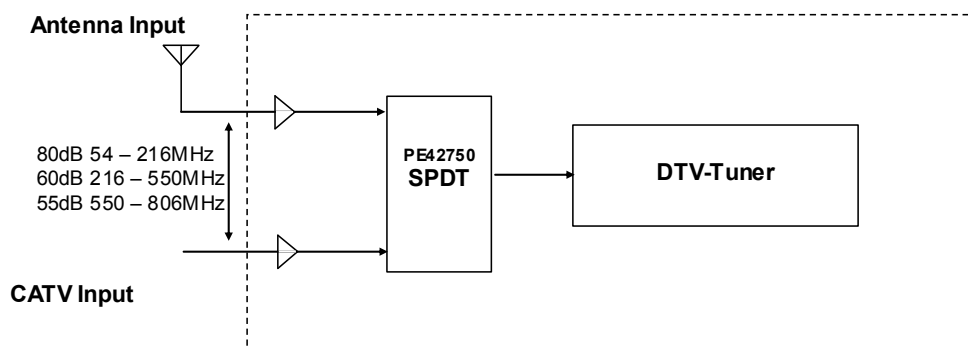 Antenna Input
80dB 54 – 216MHz
60dB 216 – 550MHz
55dB 550 – 806MHz
PE42750
SPDT
DTV-Tuner
CATV Input